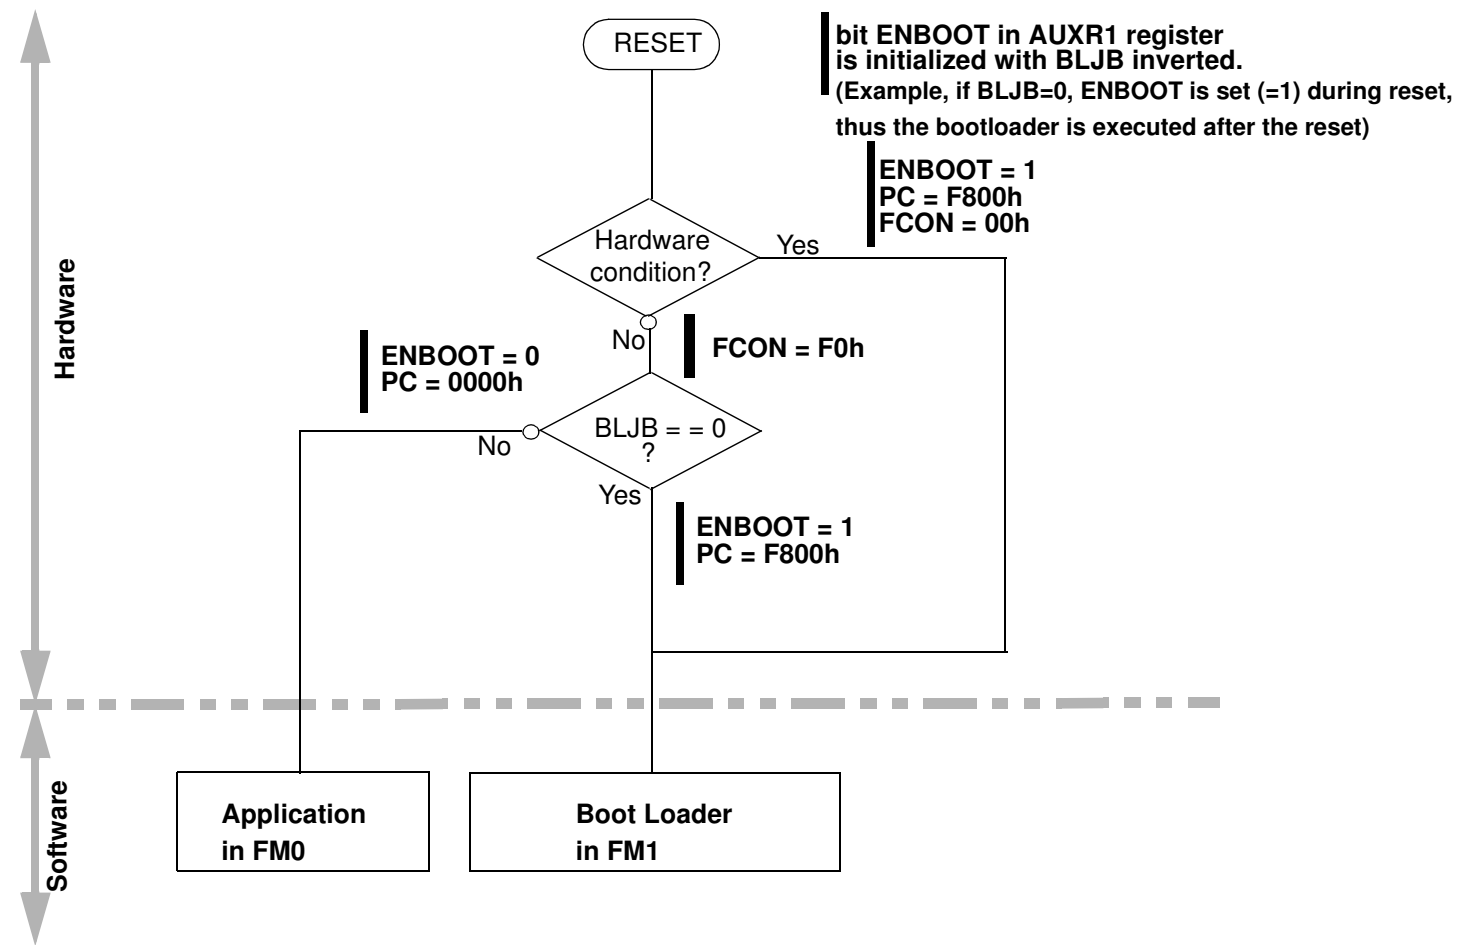 RESET
bit ENBOOT in AUXR1 register
is initialized with BLJB inverted.
(Example, if BLJB=0, ENBOOT is set (=1) during reset,
thus the bootloader is executed after the reset)
ENBOOT = 1
PC = F800h
FCON = 00h
Hardware
condition?
Yes
Hardware
No
FCON = F0h
ENBOOT = 0
PC = 0000h
BLJB = = 0
?
No
Yes
ENBOOT = 1
PC = F800h
Software
Application
in FM0
Boot Loader
in FM1